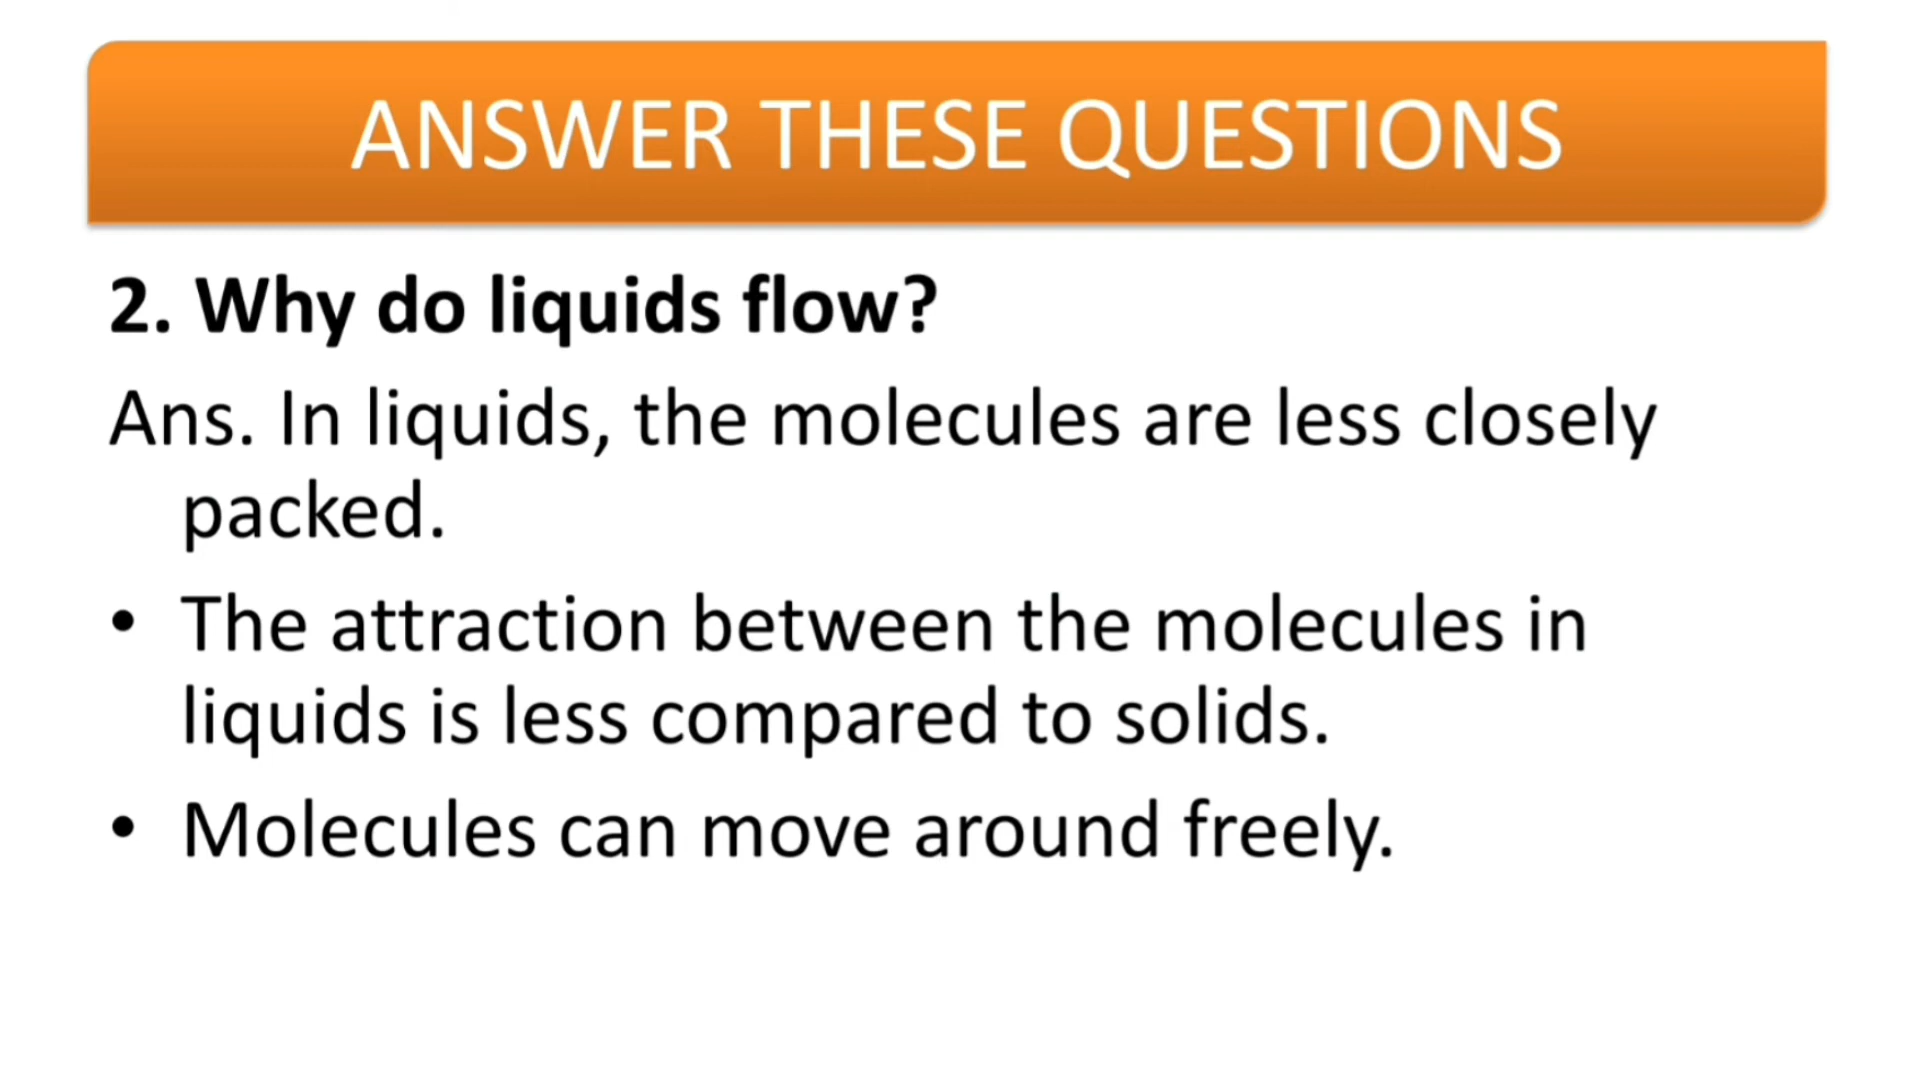 ANSWER THESE QUESTIONS
2. Why do liquids flow?
Ans. In liquids, the molecules are less closely
packed.
• The attraction between the molecules in
liquids is less compared to solids.
• Molecules can move around freely.